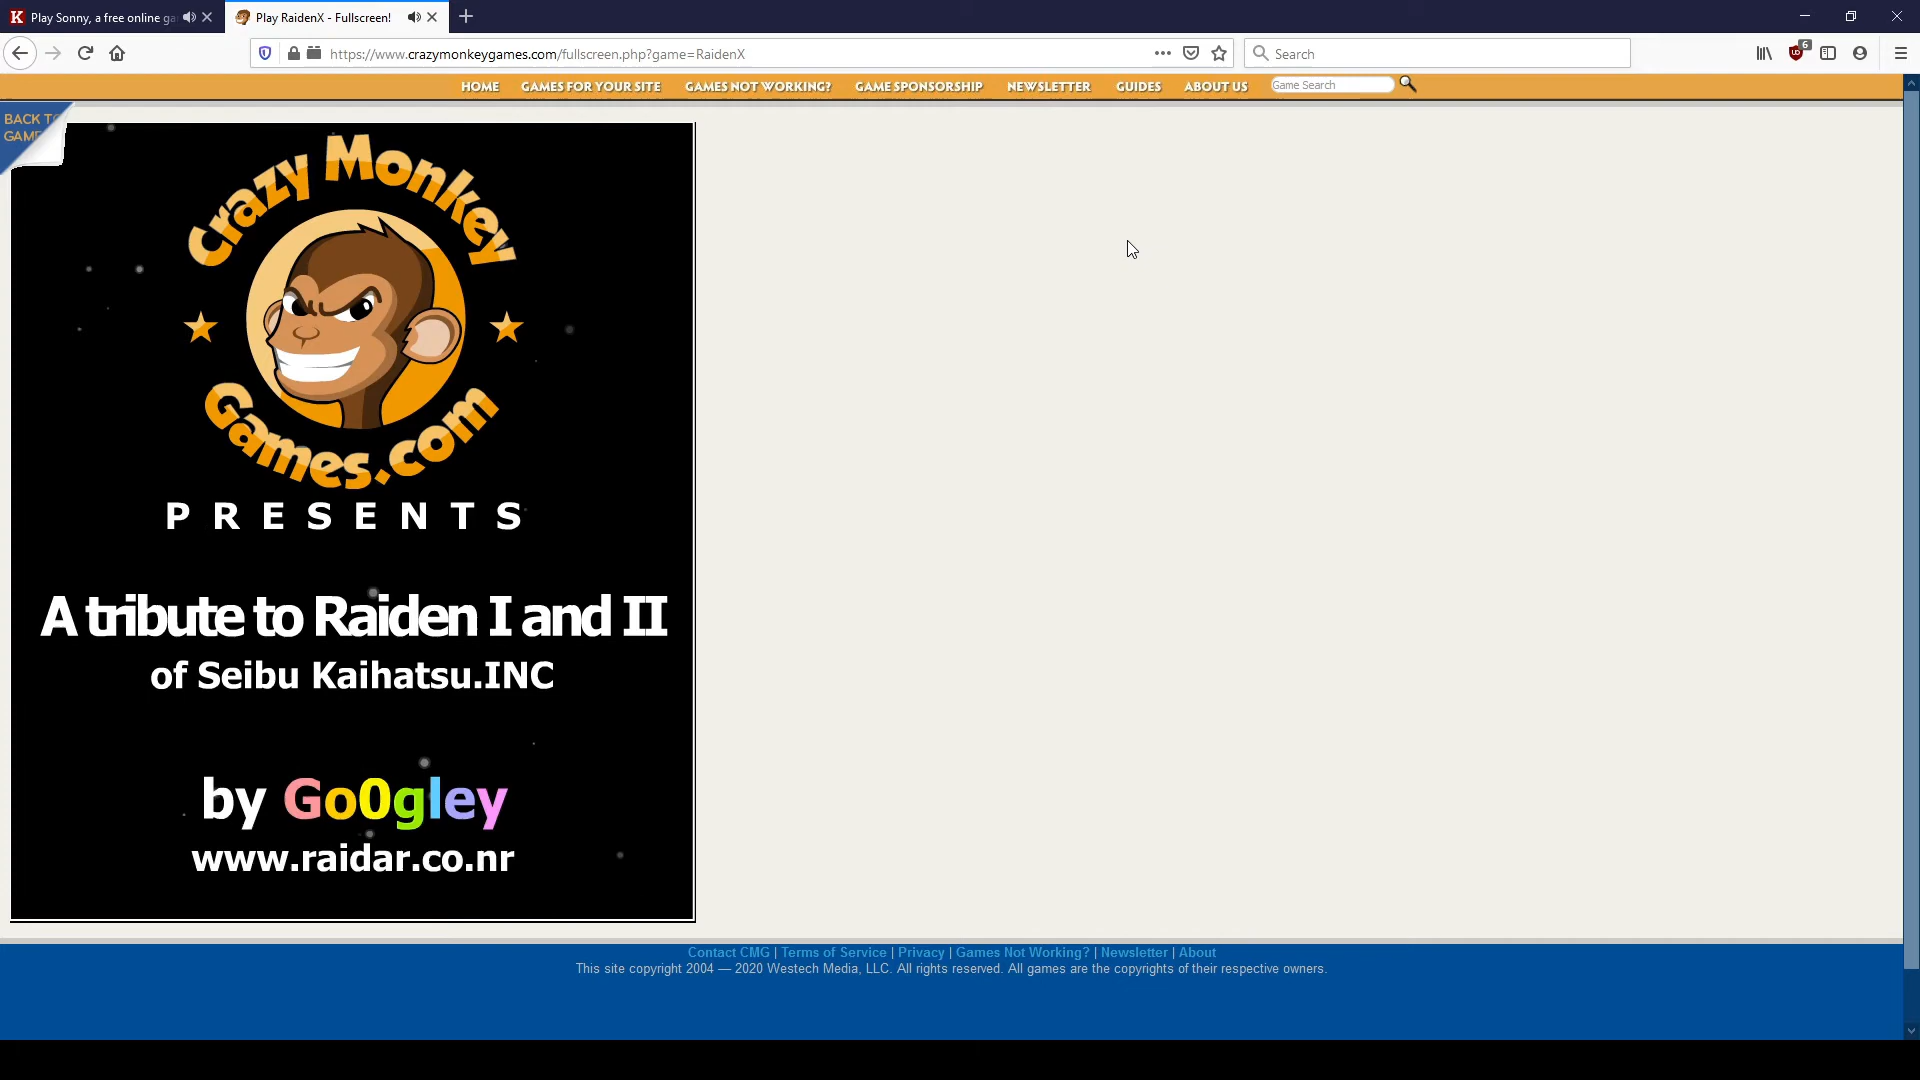 Play Sonny, a free online ga
Play RaidenX - Fullscreen!
https://www.crazymonkeygames.com/fullscreen.php?game=RaidenX
Search
6
HOME GAMES FOR YOUR SITE GAMES NOT WORKING? GAME SPONSORSHIP NEWSLETTER GUIDES ABOUT US Game Search
BACK TO
GAME
Crazy Monkey
Games.com
PRESENTS
A tribute to Raiden I and II
of Seibu Kaihatsu.INC
by Go0gley
www.raidar.co.nr
Contact CMG | Terms of Service | Privacy | Games Not Working? | Newsletter | About
This site copyright 2004 — 2020 Westech Media, LLC. All rights reserved. All games are the copyrights of their respective owners.